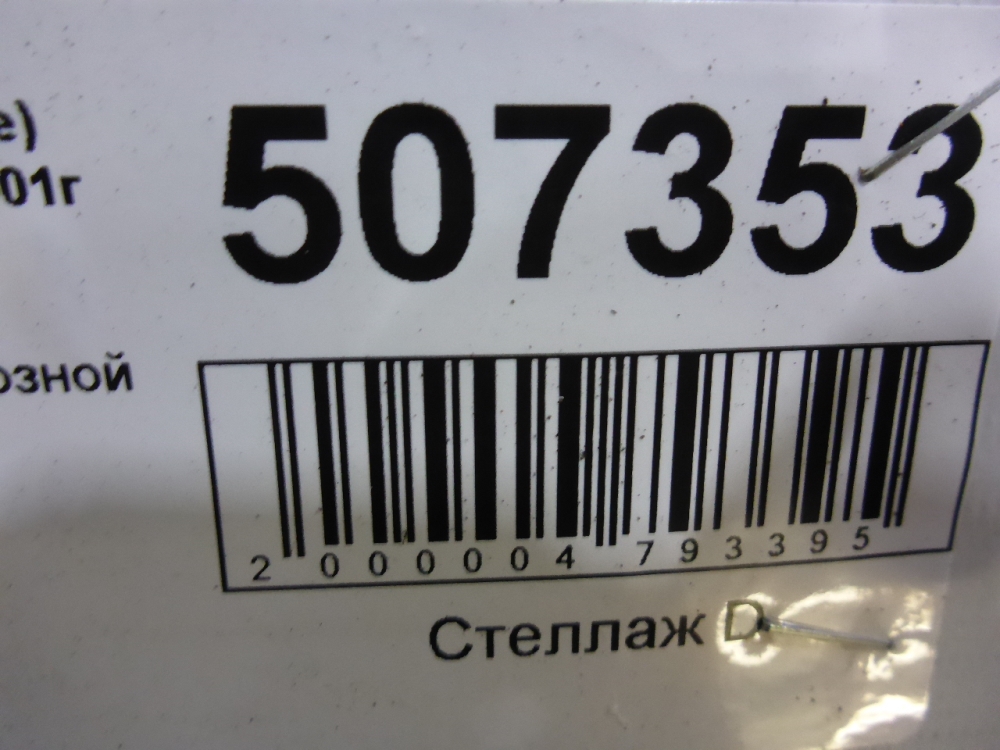 е)
507353
01г
озной
2 000004 793395
Стеллаж D